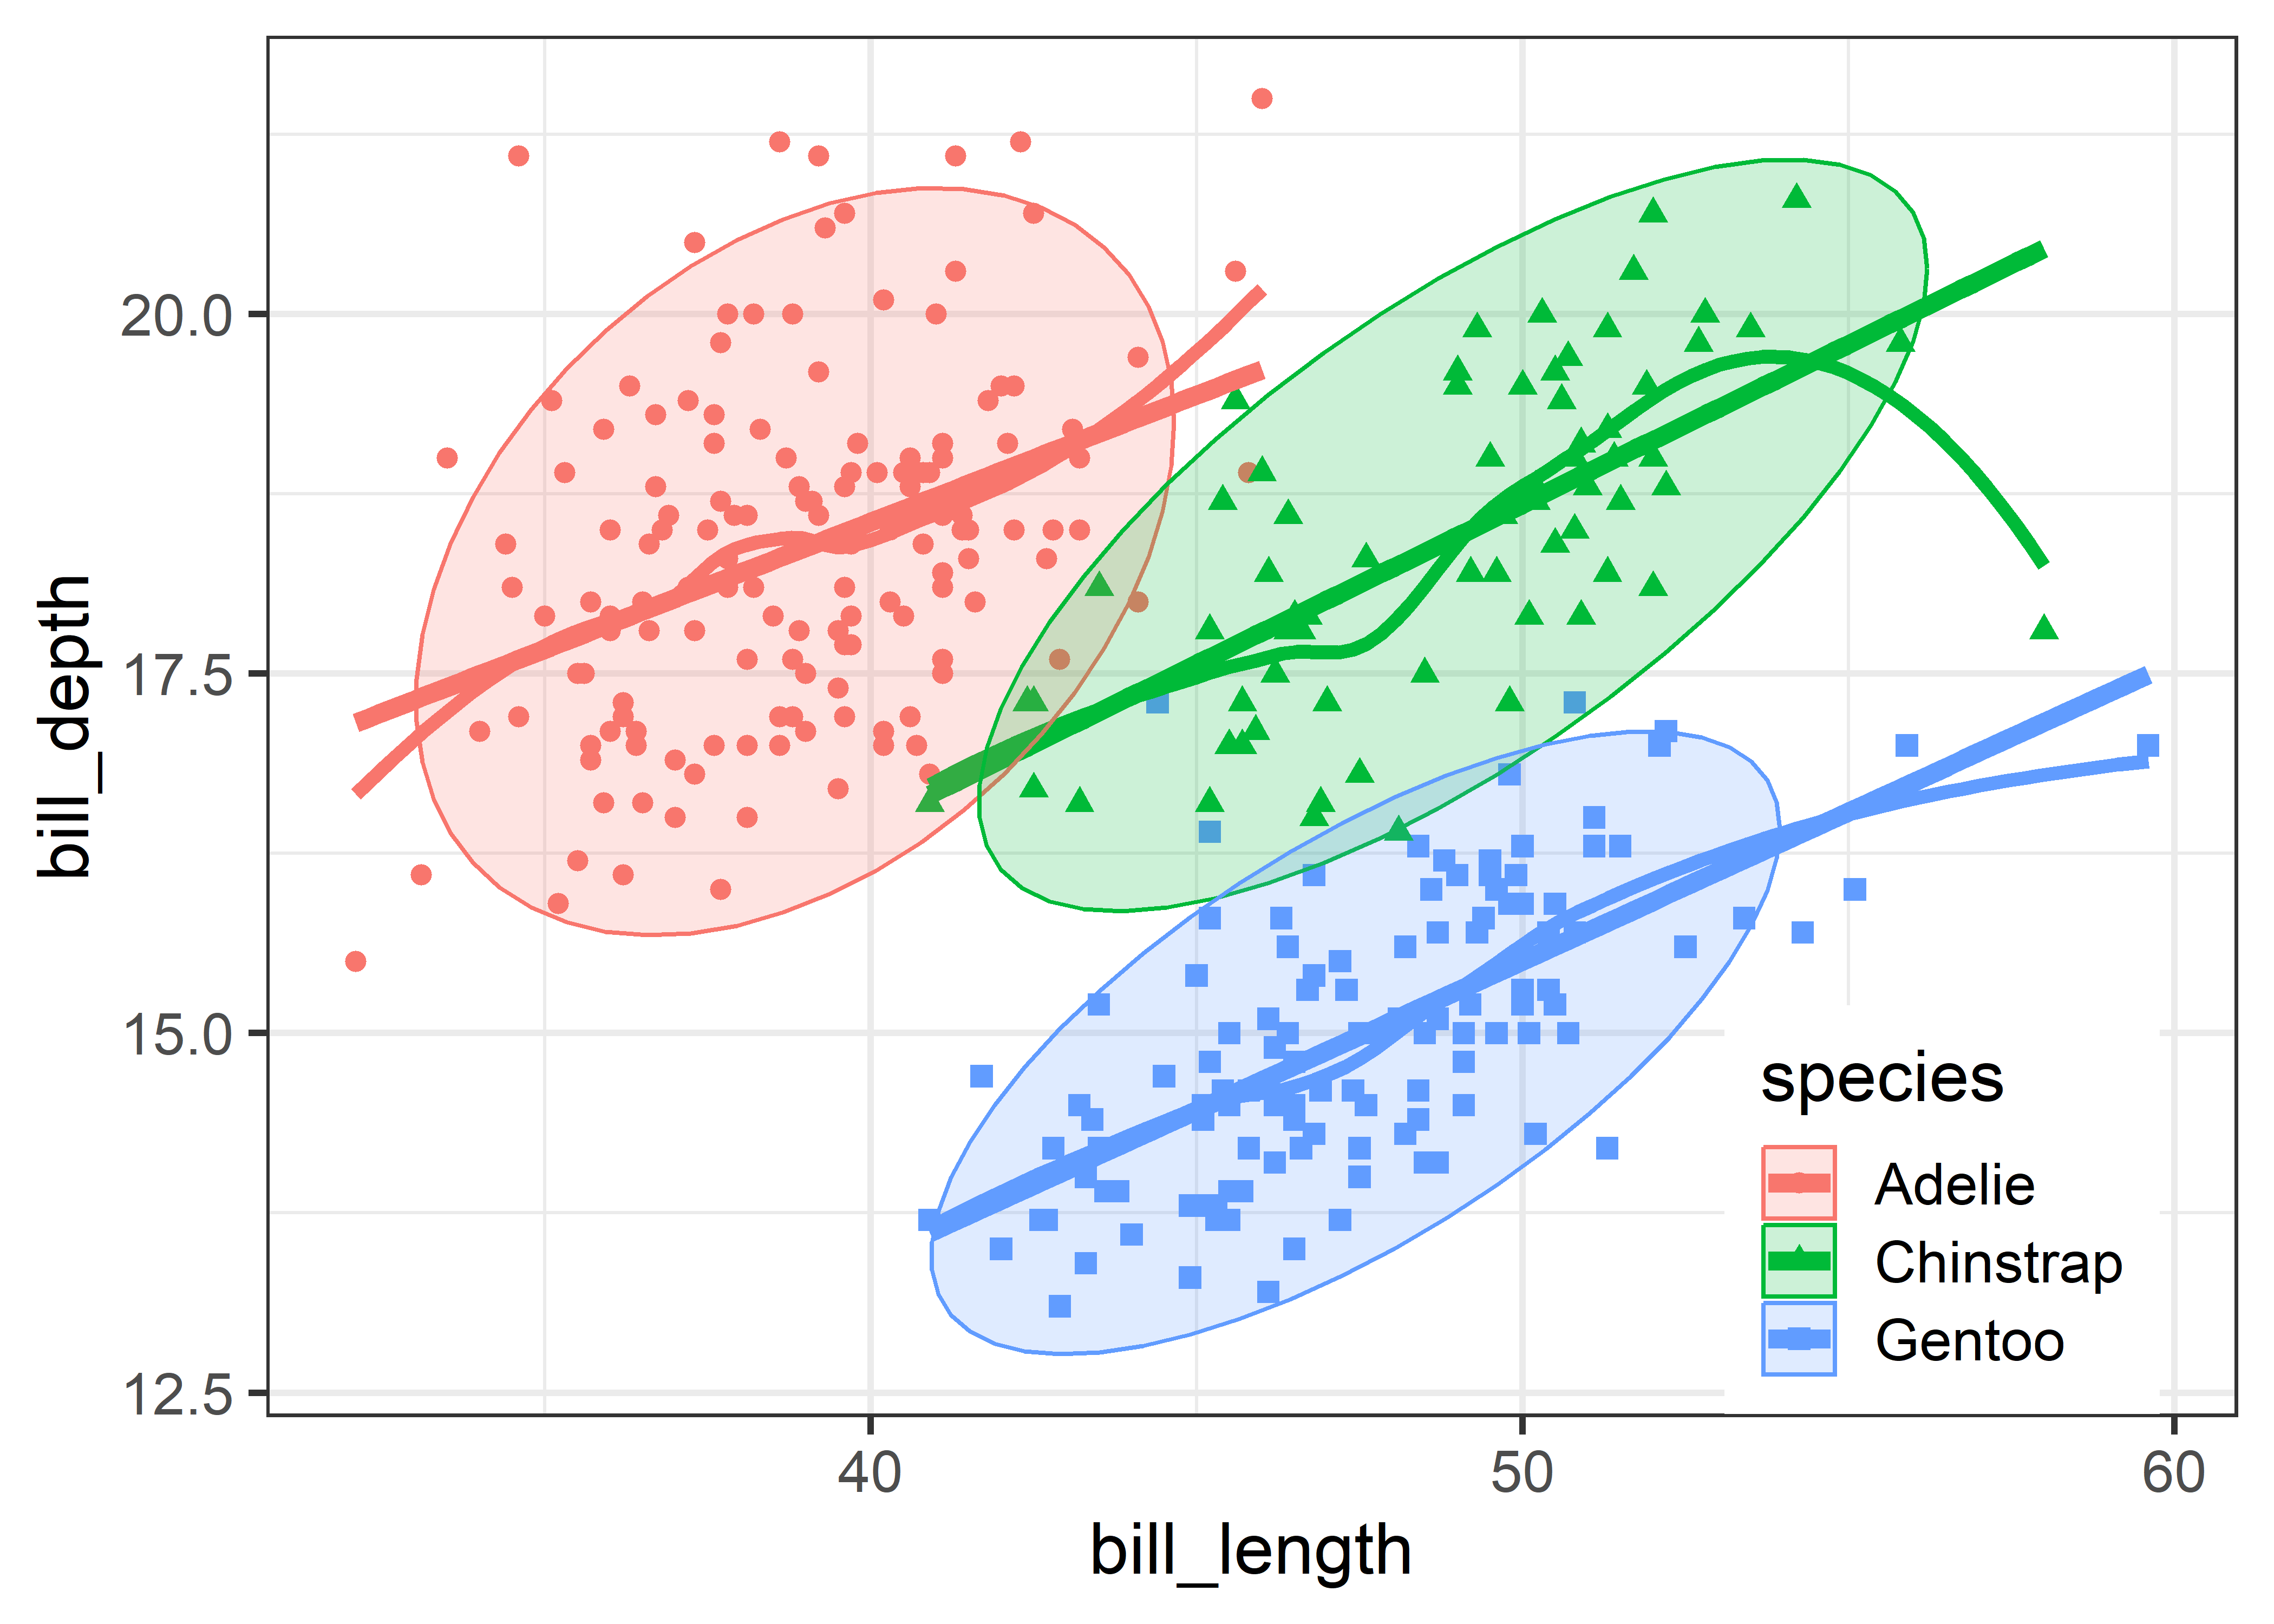 bill_depth
20.0
17.5
15.0
12.5
40
50
60
bill_length
species
Adelie
Chinstrap
Gentoo